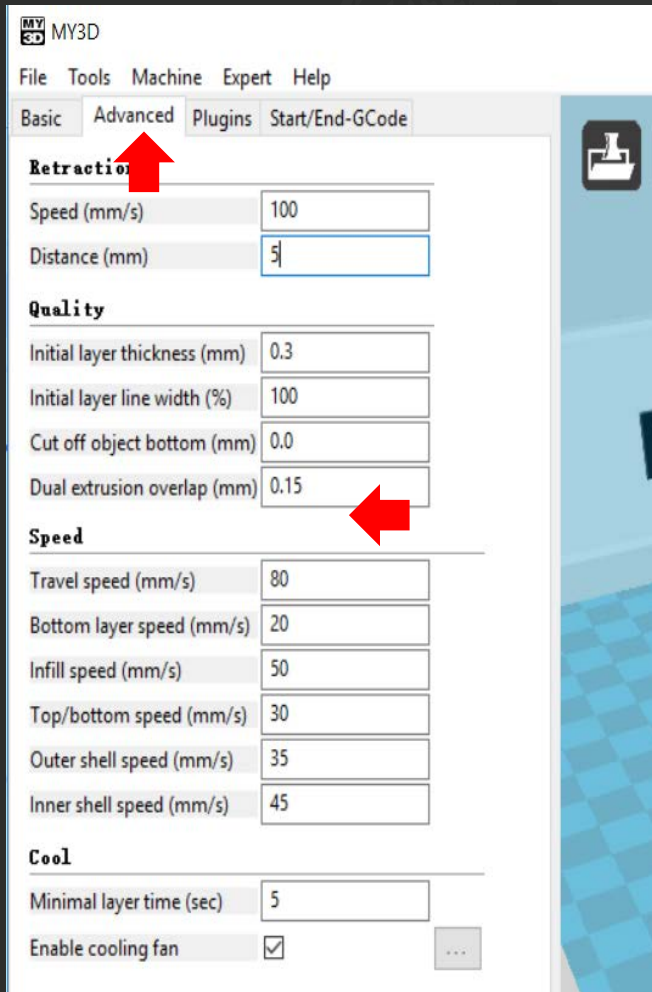 MY
3D MY3D
File Tools Machine Expert Help
Basic Advanced Plugins Start/End-GCode
Retraction
Speed (mm/s) 100
Distance (mm) 5
Quality
Initial layer thickness (mm) 0.3
Initial layer line width (%) 100
Cut off object bottom (mm) 0.0
Dual extrusion overlap (mm) 0.15
Speed
Travel speed (mm/s) 80
Bottom layer speed (mm/s) 20
Infill speed (mm/s) 50
Top/bottom speed (mm/s) 30
Outer shell speed (mm/s) 35
Inner shell speed (mm/s) 45
Cool
Minimal layer time (sec) 5
Enable cooling fan ...